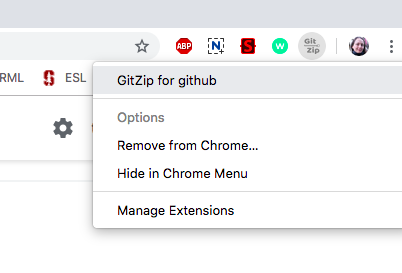 ABP
N
S
w
Git
Zip
RML
S
ESL
GitZip for github
Options
Remove from Chrome...
Hide in Chrome Menu
Manage Extensions